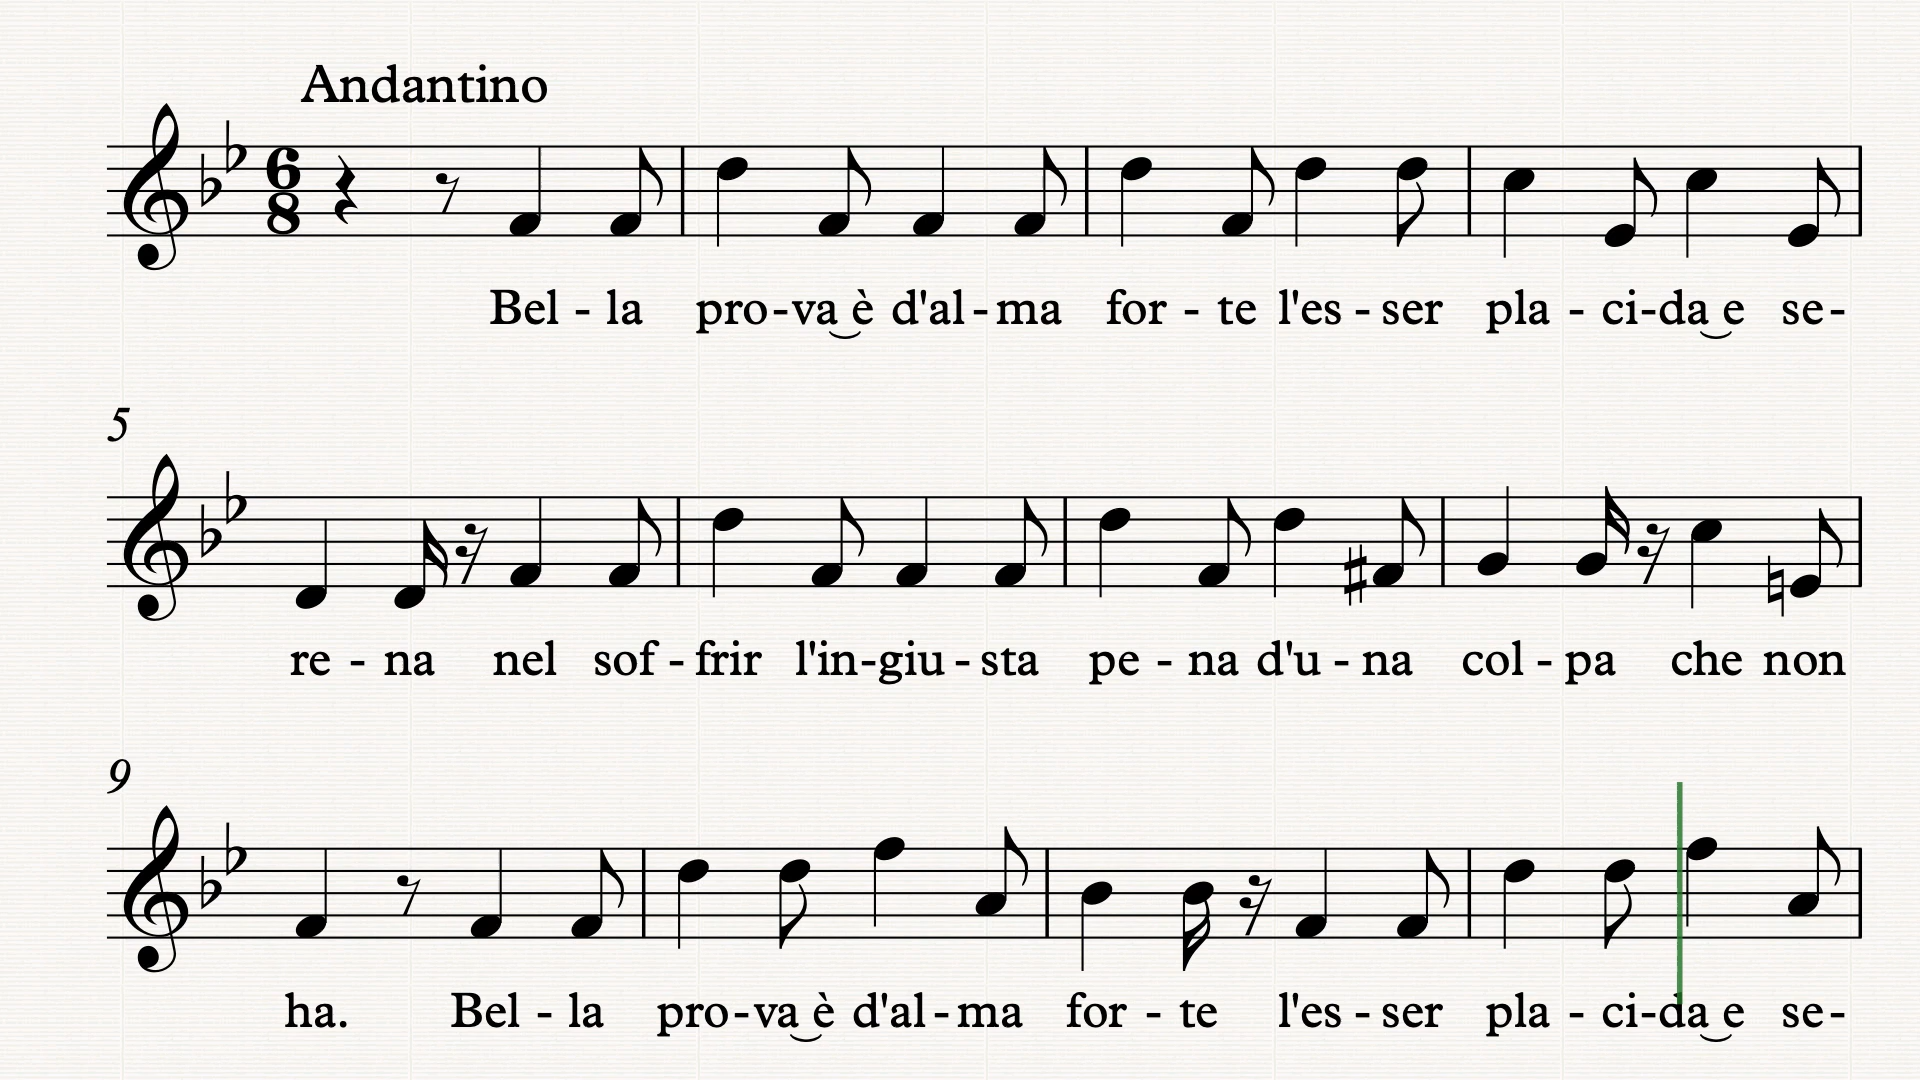 Andantino
6
8
Bel - la pro-va‿è d'al-ma for - te l'es - ser pla - ci-da‿e se-
5
re - na nel sof - frir l'in-giu - sta pe - na d'u - na col - pa che non
9
ha. Bel - la pro-va‿è d'al-ma for - te l'es - ser pla - ci-da‿e se-